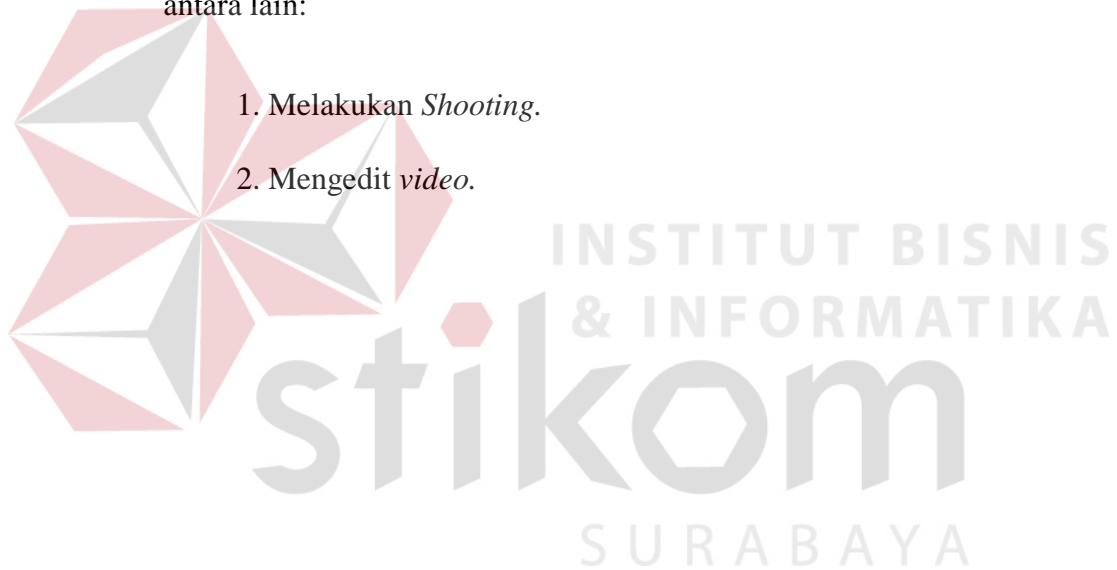 antara lain:
1. Melakukan Shooting.
2. Mengedit video.
INSTITUT BISNIS
& INFORMATIKA
stikom
SURABAYA